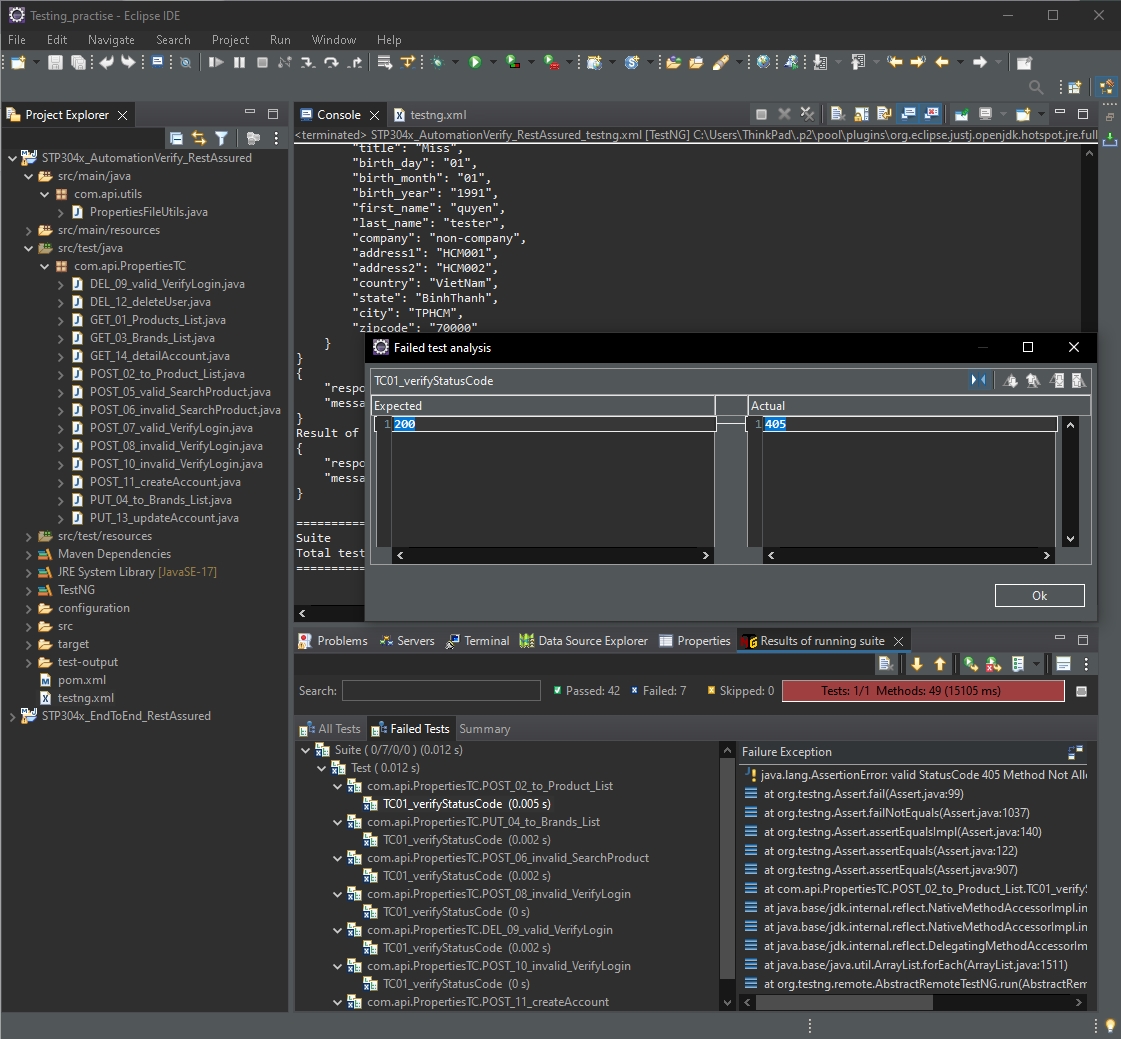 Testing_practise - Eclipse IDE
File Edit Navigate Search Project Run Window Help
Project Explorer
STP304x_AutomationVerify_RestAssured
src/main/java
com.api.utils
PropertiesFileUtils.java
src/main/resources
src/test/java
com.api.PropertiesTC
DEL_09_valid_VerifyLogin.java
DEL_12_deleteUser.java
GET_01_Products_List.java
GET_03_Brands_List.java
GET_14_detailAccount.java
POST_02_to_Product_List.java
POST_05_valid_SearchProduct.java
POST_06_invalid_SearchProduct.java
POST_07_valid_VerifyLogin.java
POST_08_invalid_VerifyLogin.java
POST_10_invalid_VerifyLogin.java
POST_11_createAccount.java
PUT_04_to_Brands_List.java
PUT_13_updateAccount.java
src/test/resources
Maven Dependencies
JRE System Library [JavaSE-17]
TestNG
configuration
src
target
test-output
pom.xml
testng.xml
STP304x_EndToEnd_RestAssured
Console testng.xml
<terminated> STP304x_AutomationVerify_RestAssured_testng.xml [TestNG] C:\Users\ThinkPad\.p2\pool\plugins\org.eclipse.justj.openjdk.hotspot.jre.full
"title": "Miss",
"birth_day": "01",
"birth_month": "01",
"birth_year": "1991",
"first_name": "quyen",
"last_name": "tester",
"company": "non-company",
"address1": "HCM001",
"address2": "HCM002",
"country": "VietNam",
"state": "BinhThanh",
"city": "TPHCM",
"zipcode": "70000"
}
}
{
"respo
"messa
}
Result of
{
"respo
"messa
}
===========
Suite
Total test
===========
Failed test analysis
TC01_verifyStatusCode
Expected Actual
1 200 1 405
Ok
Problems Servers Terminal Data Source Explorer Properties Results of running suite
Search: Passed: 42 Failed: 7 Skipped: 0 Tests: 1/1 Methods: 49 (15105 ms)
All Tests Failed Tests Summary
Suite ( 0/7/0/0 ) (0.012 s)
Test ( 0.012 s)
com.api.PropertiesTC.POST_02_to_Product_List
TC01_verifyStatusCode (0.005 s)
com.api.PropertiesTC.PUT_04_to_Brands_List
TC01_verifyStatusCode (0.002 s)
com.api.PropertiesTC.POST_06_invalid_SearchProduct
TC01_verifyStatusCode (0.002 s)
com.api.PropertiesTC.POST_08_invalid_VerifyLogin
TC01_verifyStatusCode (0 s)
com.api.PropertiesTC.DEL_09_valid_VerifyLogin
TC01_verifyStatusCode (0.002 s)
com.api.PropertiesTC.POST_10_invalid_VerifyLogin
TC01_verifyStatusCode (0 s)
com.api.PropertiesTC.POST_11_createAccount
Failure Exception
java.lang.AssertionError: valid StatusCode 405 Method Not Allo
at org.testng.Assert.fail(Assert.java:99)
at org.testng.Assert.failNotEquals(Assert.java:1037)
at org.testng.Assert.assertEqualsImpl(Assert.java:140)
at org.testng.Assert.assertEquals(Assert.java:122)
at org.testng.Assert.assertEquals(Assert.java:907)
at com.api.PropertiesTC.POST_02_to_Product_List.TC01_verifyS
at java.base/jdk.internal.reflect.NativeMethodAccessorImpl.in
at java.base/jdk.internal.reflect.NativeMethodAccessorImpl.in
at java.base/jdk.internal.reflect.DelegatingMethodAccessorIm
at java.base/java.util.ArrayList.forEach(ArrayList.java:1511)
at org.testng.remote.AbstractRemoteTestNG.run(AbstractRem